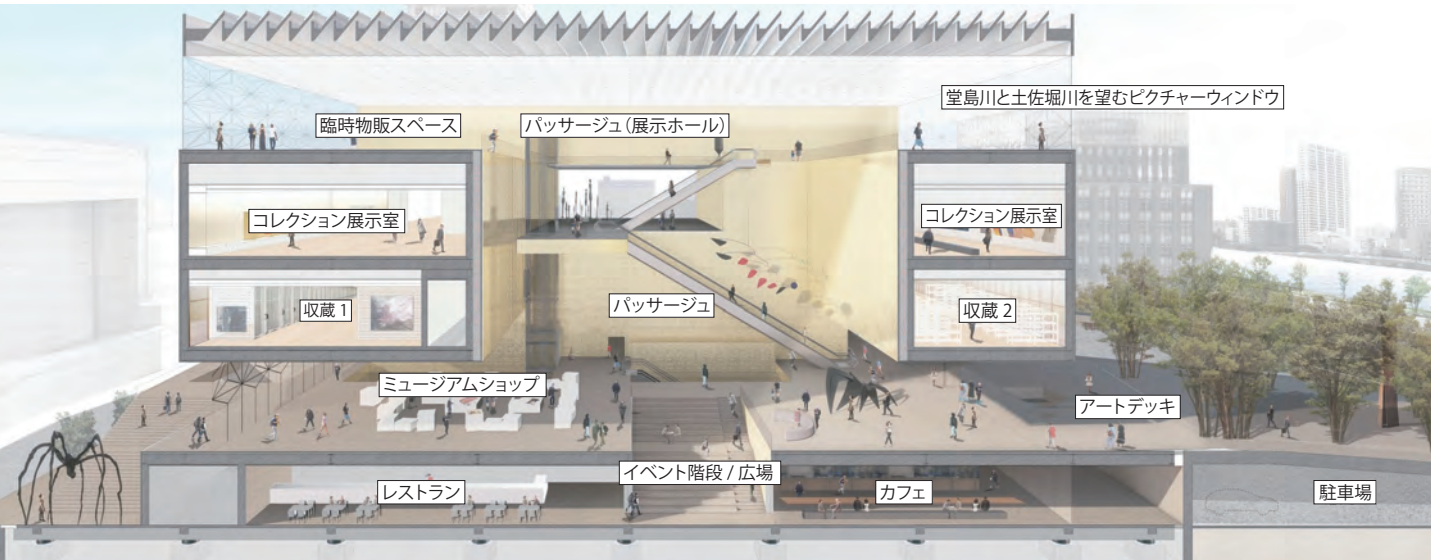 堂島川と土佐堀川を望むピクチャーウィンドウ
臨時物販スペース
パッサージュ(展示ホール)
コレクション展示室
コレクション展示室
収蔵 1
パッサージュ
収蔵 2
ミュージアムショップ
アートデッキ
イベント階段 / 広場
レストラン
カフェ
駐車場